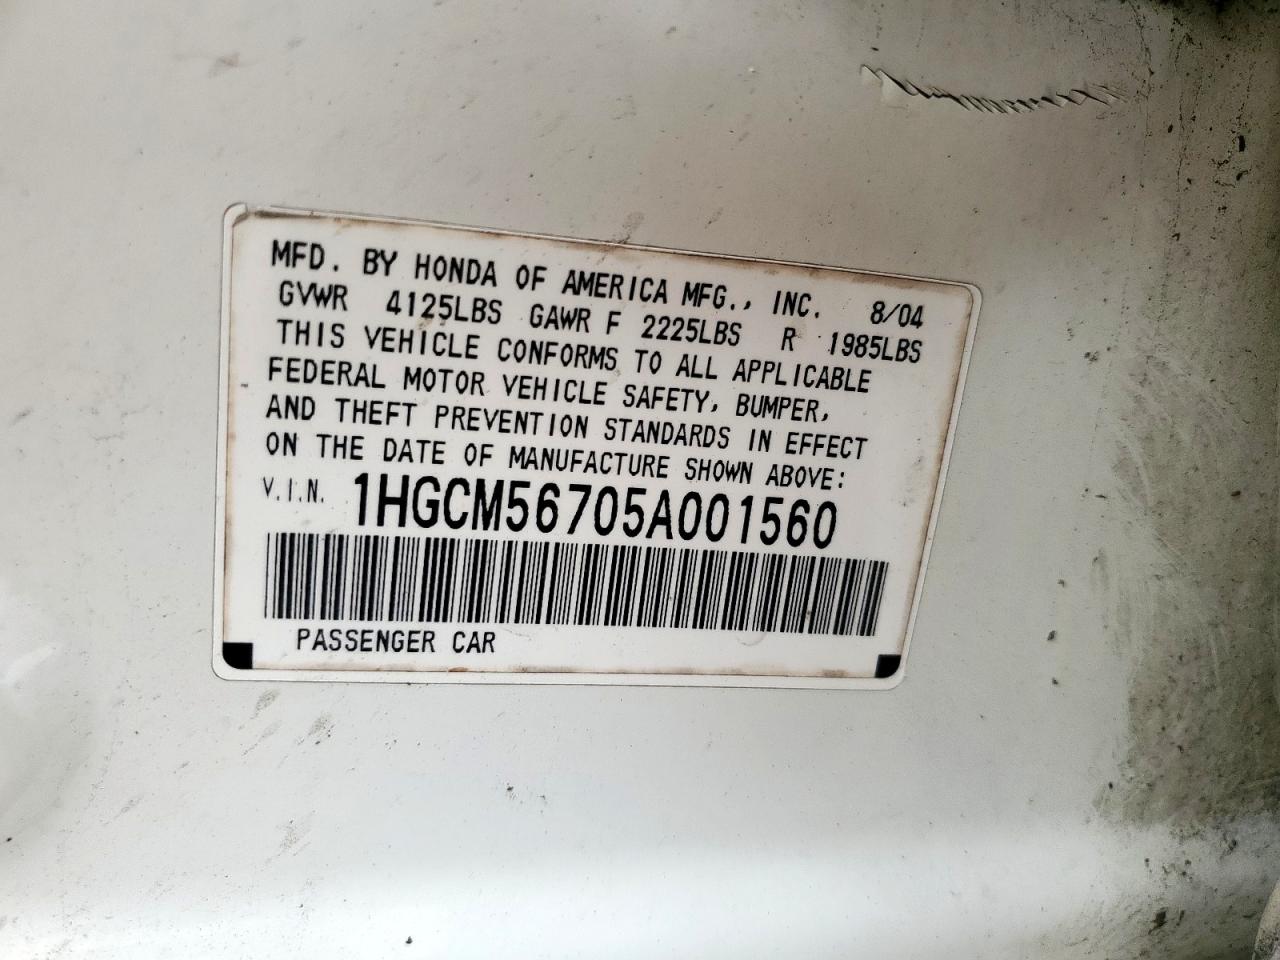 MFD. BY HONDA OF AMERICA MFG., INC. 8/04
GVWR 4125LBS GAWR F 2225LBS R 1985LBS
THIS VEHICLE CONFORMS TO ALL APPLICABLE
FEDERAL MOTOR VEHICLE SAFETY, BUMPER,
AND THEFT PREVENTION STANDARDS IN EFFECT
ON THE DATE OF MANUFACTURE SHOWN ABOVE:
V.I.N. 1HGCM56705A001560
PASSENGER CAR